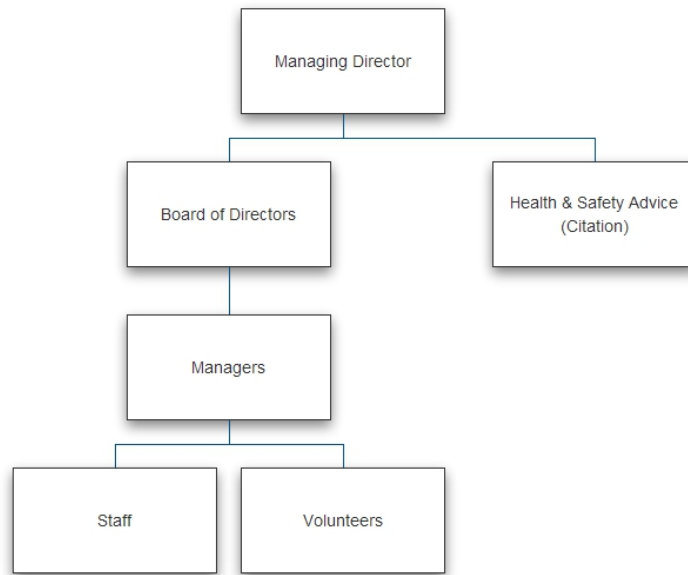 Managing Director
Board of Directors
Health & Safety Advice
(Citation)
Managers
Staff
Volunteers